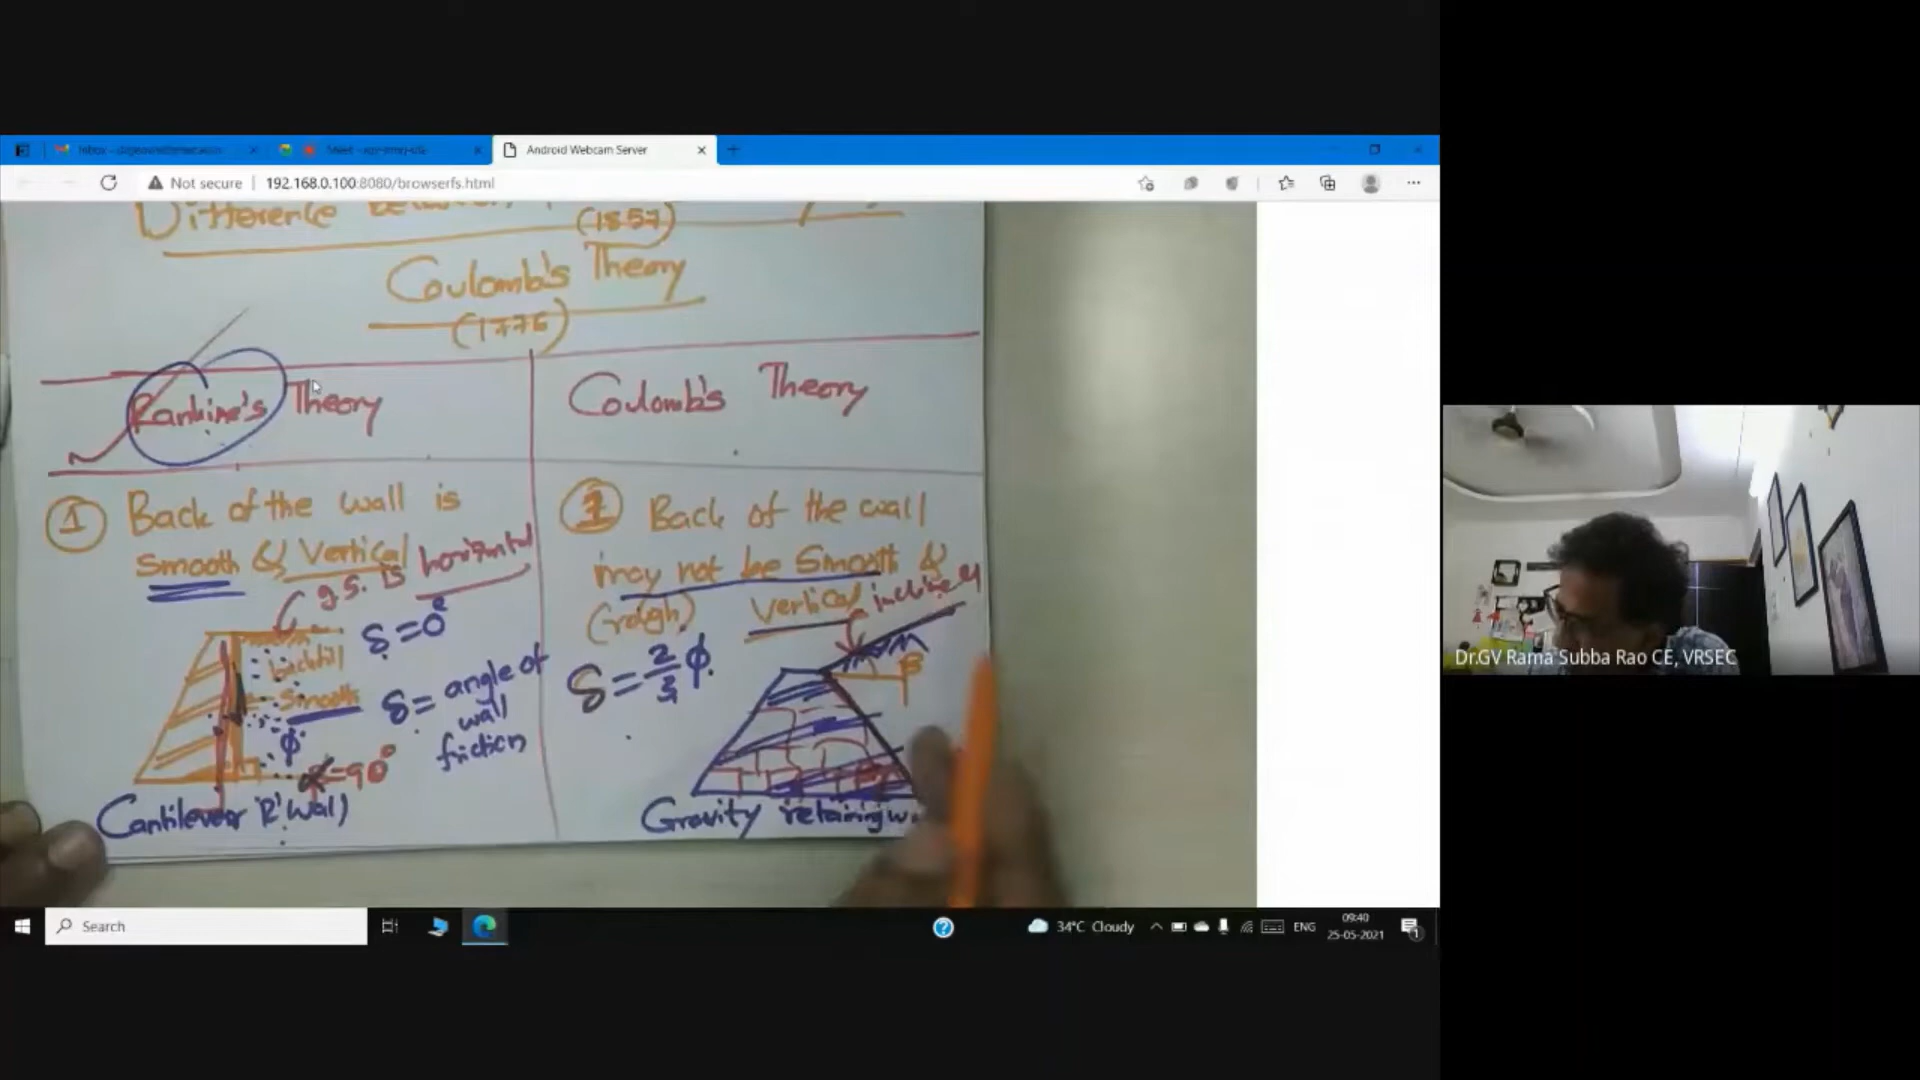 Android Webcam Server
Not secure
192.168.0.100:8080/browserfs.html
Difference
(1857)
Coulomb's Theory
(1776)
Rankine's Theory
Coulomb's Theory
1 Back of the wall is
Smooth & Vertical
g.s. is horizontal
δ=0°
backfill
Smooth
δ= angle of
wall
friction
ϕ
=90°
Cantilever 'R' Wall)
1 Back of the wall
may not be Smooth &
(rough) Vertical inclined
δ=2/3 ϕ
β
Gravity retaining
Dr.GV Rama Subba Rao CE, VRSEC
Search
34°C Cloudy
ENG
09:40
25-05-2021
1